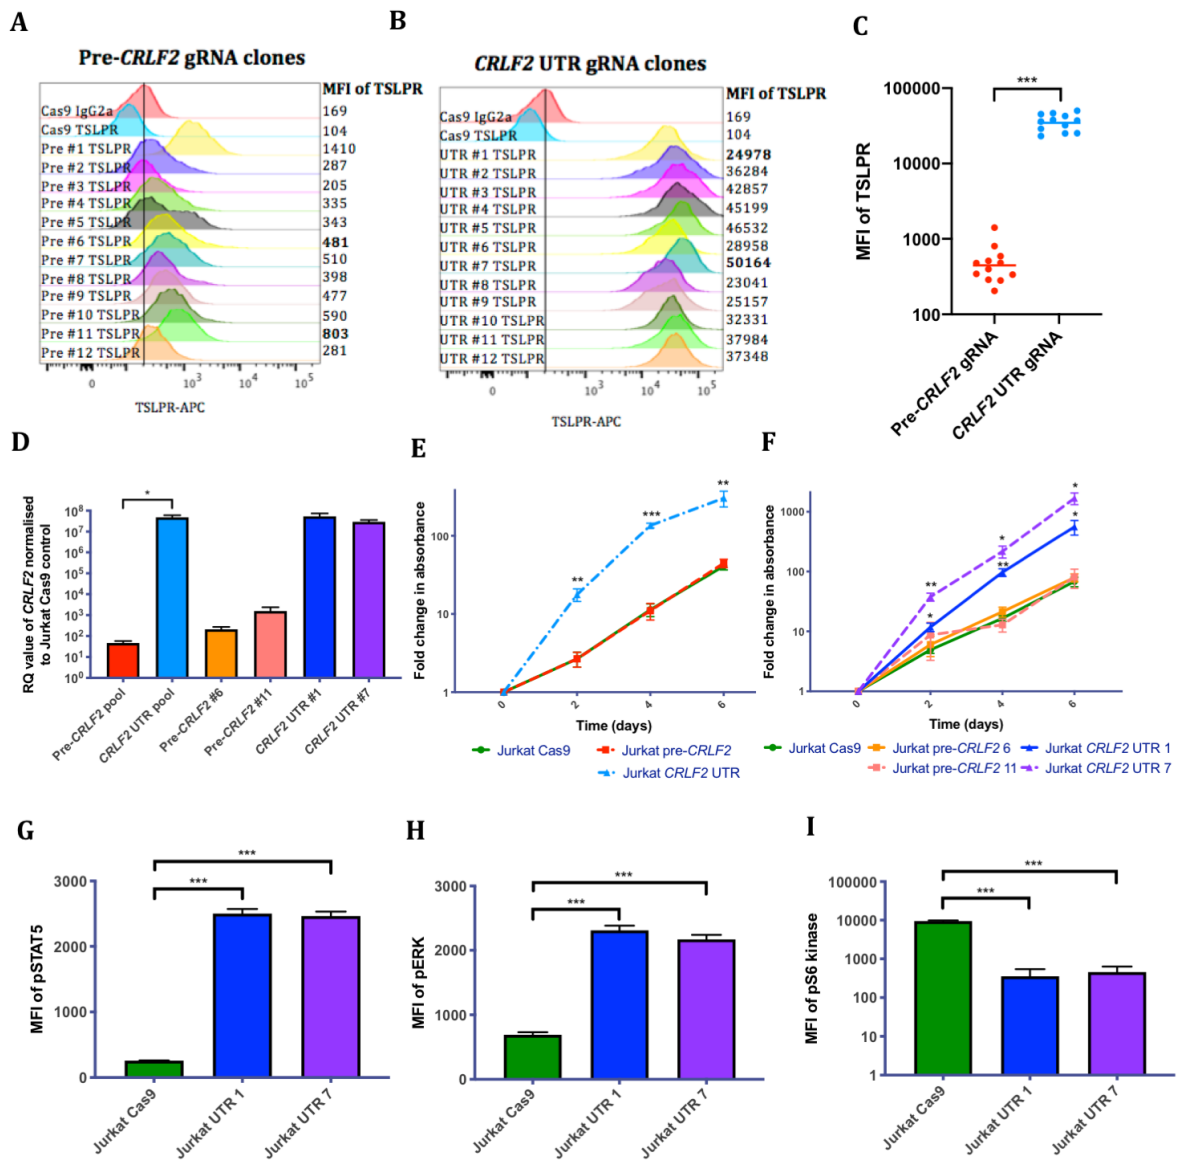 A
Pre-CRLF2 gRNA clones
MFI of TSLPR
Cas9 IgG2a 169
Cas9 TSLPR 104
Pre #1 TSLPR 1410
Pre #2 TSLPR 287
Pre #3 TSLPR 205
Pre #4 TSLPR 335
Pre #5 TSLPR 343
Pre #6 TSLPR 481
Pre #7 TSLPR 510
Pre #8 TSLPR 398
Pre #9 TSLPR 477
Pre #10 TSLPR 590
Pre #11 TSLPR 803
Pre #12 TSLPR 281
0 10³ 10⁴ 10⁵
TSLPR-APC
B
CRLF2 UTR gRNA clones
MFI of TSLPR
Cas9 IgG2a 169
Cas9 TSLPR 104
UTR #1 TSLPR 24978
UTR #2 TSLPR 36284
UTR #3 TSLPR 42857
UTR #4 TSLPR 45199
UTR #5 TSLPR 46532
UTR #6 TSLPR 28958
UTR #7 TSLPR 50164
UTR #8 TSLPR 23041
UTR #9 TSLPR 25157
UTR #10 TSLPR 32331
UTR #11 TSLPR 37984
UTR #12 TSLPR 37348
0 10³ 10⁴ 10⁵
TSLPR-APC
C
MFI of TSLPR
100000
10000
1000
100
***
Pre-CRLF2 gRNA
CRLF2 UTR gRNA
D
RQ value of CRLF2 normalised
to Jurkat Cas9 control
10⁸
10⁷
10⁶
10⁵
10⁴
10³
10²
10¹
10⁰
*
Pre-CRLF2 pool
CRLF2 UTR pool
Pre-CRLF2 #6
Pre-CRLF2 #11
CRLF2 UTR #1
CRLF2 UTR #7
E
Fold change in absorbance
100
10
1
**
***
**
0 2 4 6
Time (days)
Jurkat Cas9 Jurkat pre-CRLF2
Jurkat CRLF2 UTR
F
Fold change in absorbance
1000
100
10
1
**
*
*
**
*
*
0 2 4 6
Time (days)
Jurkat Cas9 Jurkat pre-CRLF2 6 Jurkat CRLF2 UTR 1
Jurkat pre-CRLF2 11 Jurkat CRLF2 UTR 7
G
MFI of pSTAT5
3000
2000
1000
0
***
***
Jurkat Cas9
Jurkat UTR 1
Jurkat UTR 7
H
MFI of pERK
3000
2000
1000
0
***
***
Jurkat Cas9
Jurkat UTR 1
Jurkat UTR 7
I
MFI of pS6 kinase
100000
10000
1000
100
10
1
***
***
Jurkat Cas9
Jurkat UTR 1
Jurkat UTR 7